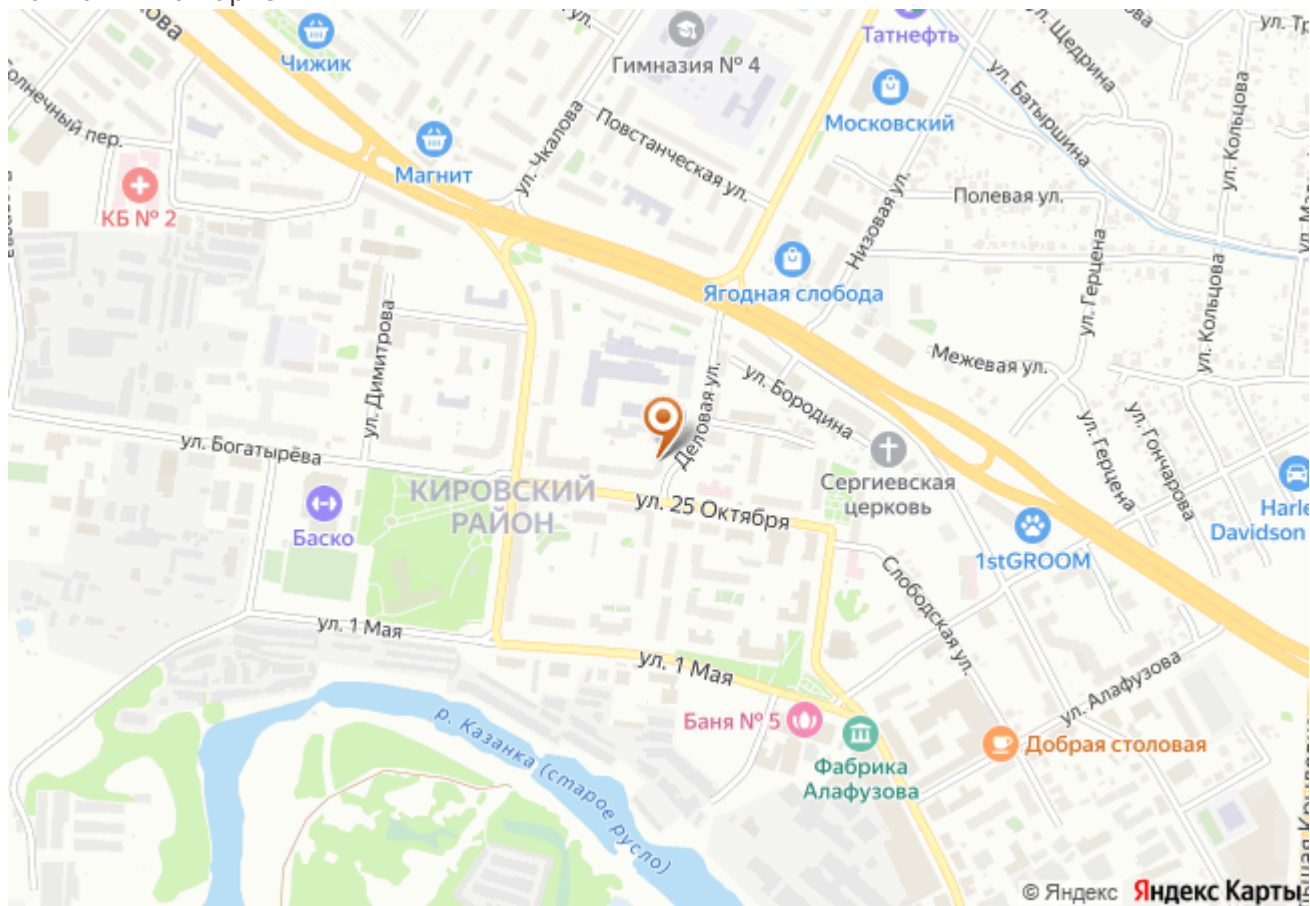 Чижик
Гимназия № 4
Татнефть
ул. Щедрина
ул. Батыршина
ул. Кольцова
Московский
Солнечный пер.
Магнит
ул. Чкалова
Повстанческая ул.
КБ № 2
Полевая ул.
Низовая ул.
ул. Герцена
Ягодная слобода
ул. Кольцова
ул. Димитрова
Межевая ул.
ул. Бородина
Деловая ул.
ул. Герцена
ул. Гончарова
ул. Богатырёва
Сергиевская
церковь
КИРОВСКИЙ
РАЙОН
ул. 25 Октября
Баско
1stGROOM
Davidson
Слободская ул.
ул. 1 Мая
ул. 1 Мая
ул. Алафузова
р. Казанка (старое русло)
Баня № 5
Добрая столовая
Фабрика
Алафузова
© Яндекс Яндекс Карты